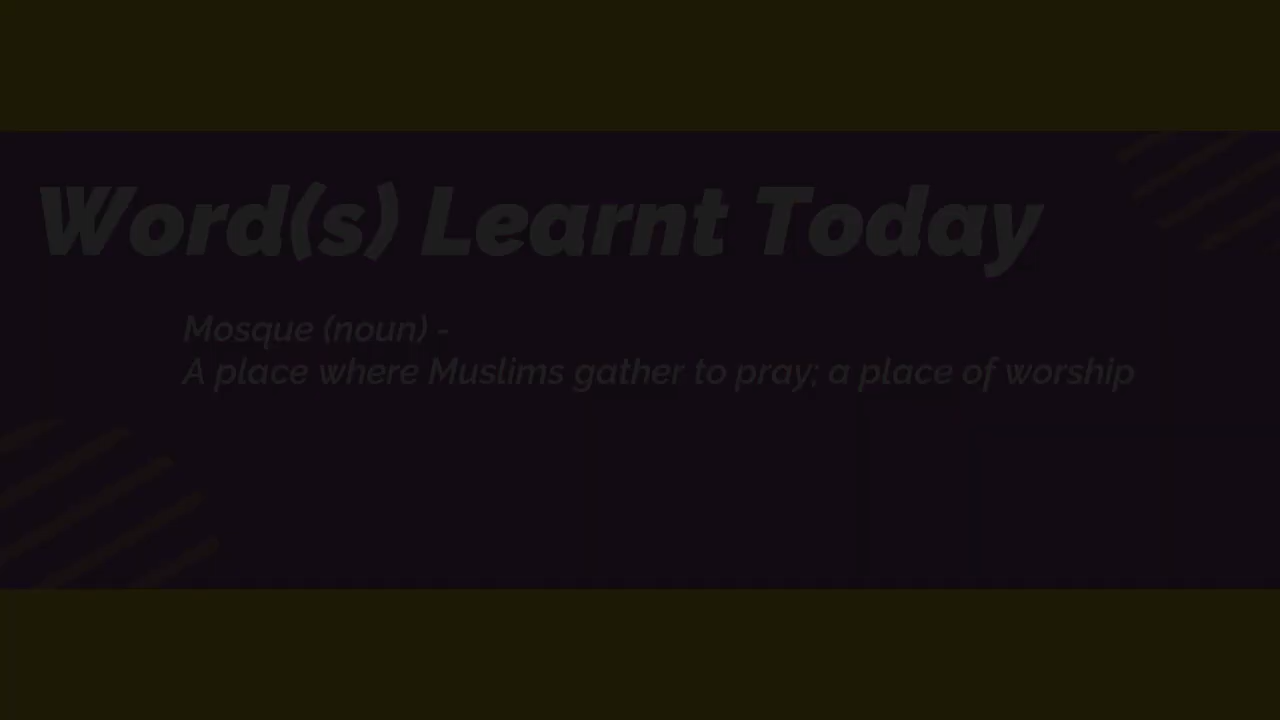 Word(s) Learnt Today
Mosque (noun) -
A place where Muslims gather to pray; a place of worship